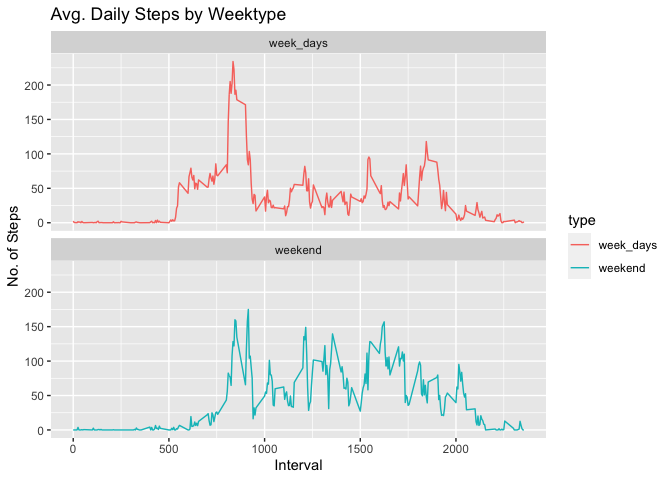 Avg. Daily Steps by Weektype
week_days
200
150
100
50
0
weekend
200
150
100
50
0
0
500
1000
1500
2000
Interval
No. of Steps
type
week_days
weekend